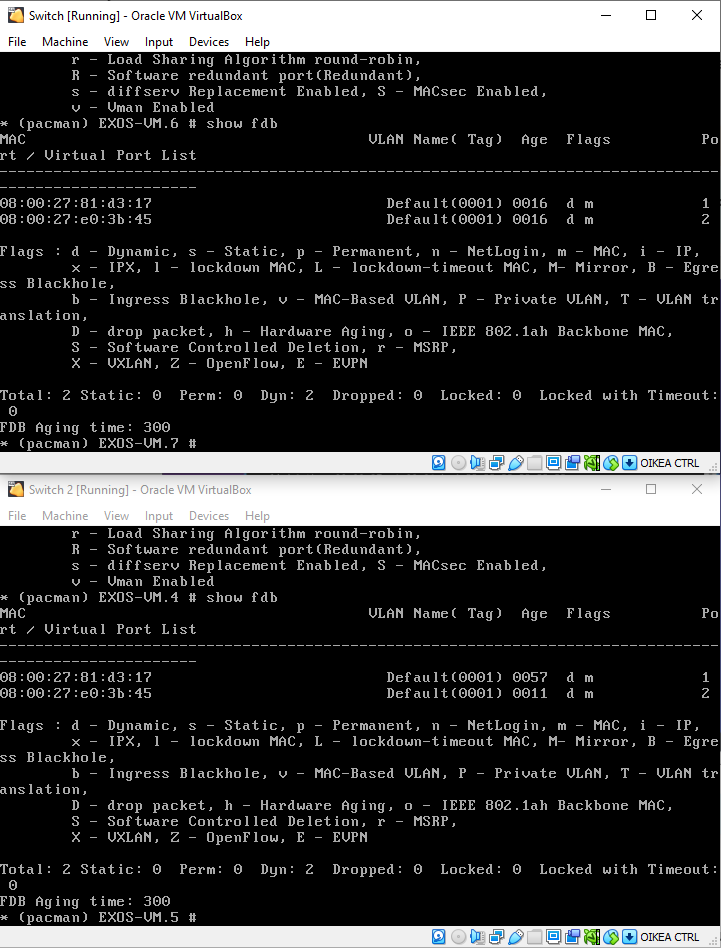 Switch [Running] - Oracle VM VirtualBox
File Machine View Input Devices Help
r - Load Sharing Algorithm round-robin,
R - Software redundant port(Redundant),
s - diffserv Replacement Enabled, S - MACsec Enabled,
v - Vman Enabled
* (pacman) EXOS-VM.6 # show fdb
MAC VLAN Name( Tag) Age Flags Po
rt / Virtual Port List
--------------------------------------------------------------------------------
----------------------
08:00:27:81:d3:17 Default(0001) 0016 d m 1
08:00:27:e0:3b:45 Default(0001) 0016 d m 2
Flags : d - Dynamic, s - Static, p - Permanent, n - NetLogin, m - MAC, i - IP,
x - IPX, l - lockdown MAC, L - lockdown-timeout MAC, M- Mirror, B - Egre
ss Blackhole,
b - Ingress Blackhole, v - MAC-Based VLAN, P - Private VLAN, T - VLAN tr
anslation,
D - drop packet, h - Hardware Aging, o - IEEE 802.1ah Backbone MAC,
S - Software Controlled Deletion, r - MSRP,
X - VXLAN, Z - OpenFlow, E - EVPN
Total: 2 Static: 0 Perm: 0 Dyn: 2 Dropped: 0 Locked: 0 Locked with Timeout:
0
FDB Aging time: 300
* (pacman) EXOS-VM.7 #
OIKEA CTRL
Switch 2 [Running] - Oracle VM VirtualBox
File Machine View Input Devices Help
r - Load Sharing Algorithm round-robin,
R - Software redundant port(Redundant),
s - diffserv Replacement Enabled, S - MACsec Enabled,
v - Vman Enabled
* (pacman) EXOS-VM.4 # show fdb
MAC VLAN Name( Tag) Age Flags Po
rt / Virtual Port List
--------------------------------------------------------------------------------
----------------------
08:00:27:81:d3:17 Default(0001) 0057 d m 1
08:00:27:e0:3b:45 Default(0001) 0011 d m 2
Flags : d - Dynamic, s - Static, p - Permanent, n - NetLogin, m - MAC, i - IP,
x - IPX, l - lockdown MAC, L - lockdown-timeout MAC, M- Mirror, B - Egre
ss Blackhole,
b - Ingress Blackhole, v - MAC-Based VLAN, P - Private VLAN, T - VLAN tr
anslation,
D - drop packet, h - Hardware Aging, o - IEEE 802.1ah Backbone MAC,
S - Software Controlled Deletion, r - MSRP,
X - VXLAN, Z - OpenFlow, E - EVPN
Total: 2 Static: 0 Perm: 0 Dyn: 2 Dropped: 0 Locked: 0 Locked with Timeout:
0
FDB Aging time: 300
* (pacman) EXOS-VM.5 #
OIKEA CTRL